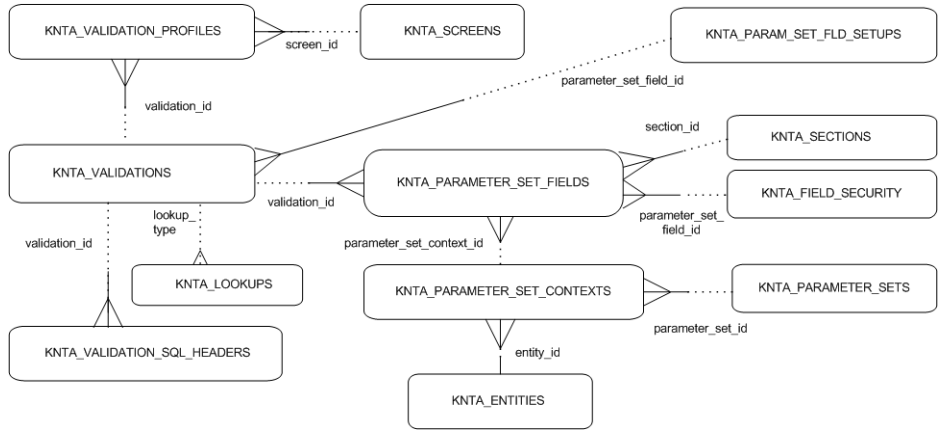 KNTA_VALIDATION_PROFILES
KNTA_SCREENS
KNTA_PARAM_SET_FLD_SETUPS
screen_id
parameter_set_field_id
validation_id
section_id
KNTA_SECTIONS
KNTA_VALIDATIONS
KNTA_PARAMETER_SET_FIELDS
KNTA_FIELD_SECURITY
validation_id
lookup_
type
parameter_set_
field_id
validation_id
parameter_set_context_id
KNTA_LOOKUPS
KNTA_PARAMETER_SET_CONTEXTS
KNTA_PARAMETER_SETS
parameter_set_id
KNTA_VALIDATION_SQL_HEADERS
entity_id
KNTA_ENTITIES